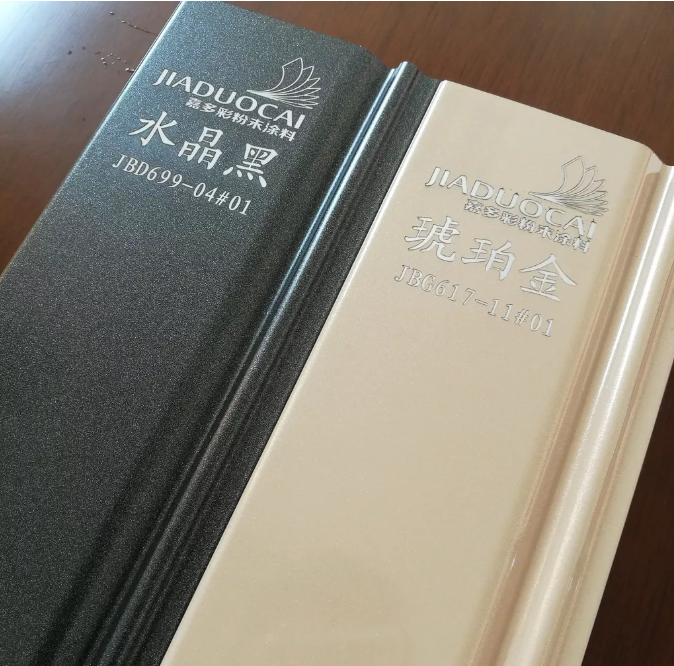 JIADUOCAI
嘉多彩粉末涂料
水晶黑
JBD699-04#01
JIADUOCAI
嘉多彩粉末涂料
琥珀金
JBG617-11#01